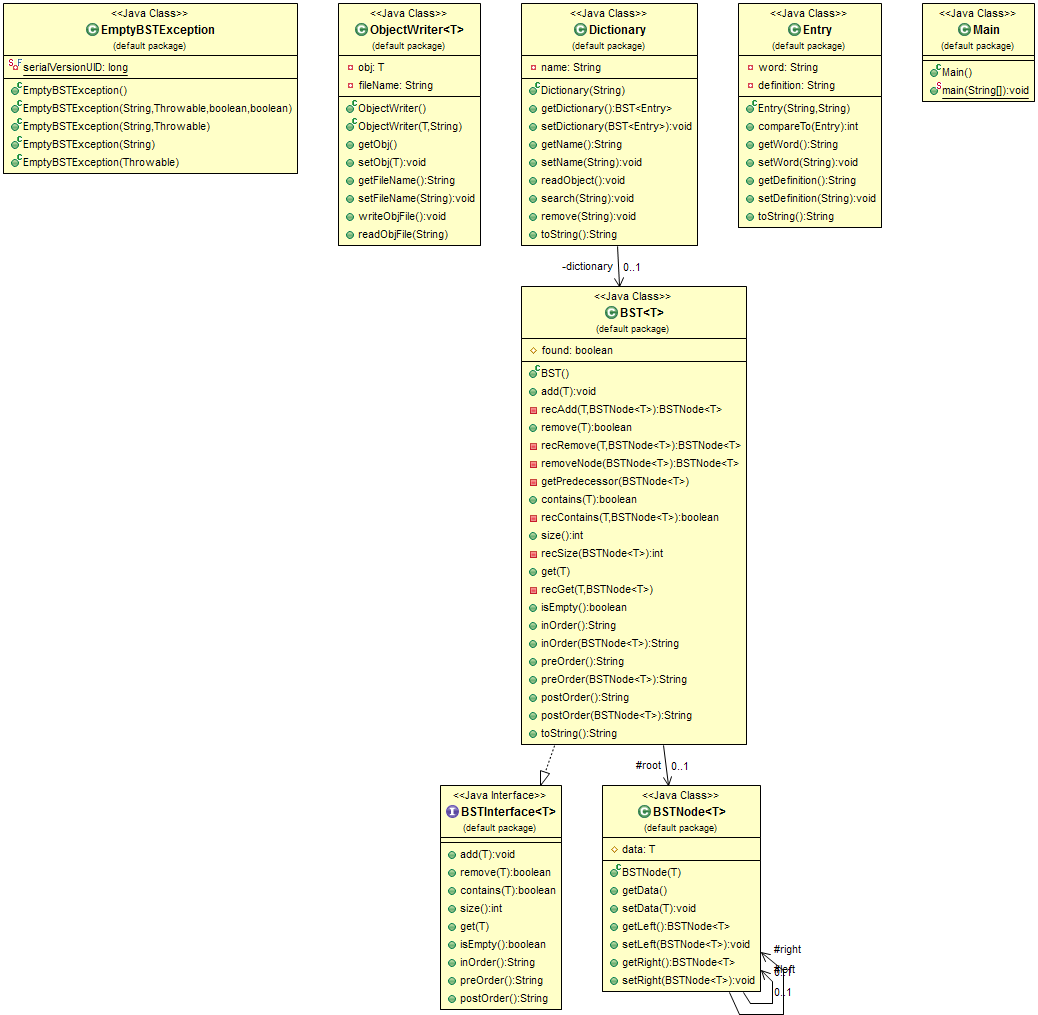 <<Java Class>>
EmptyBSTException
(default package)
serialVersionUID: long
EmptyBSTException()
EmptyBSTException(String,Throwable,boolean,boolean)
EmptyBSTException(String,Throwable)
EmptyBSTException(String)
EmptyBSTException(Throwable)
<<Java Class>>
ObjectWriter<T>
(default package)
obj: T
fileName: String
ObjectWriter()
ObjectWriter(T,String)
getObj()
setObj(T):void
getFileName():String
setFileName(String):void
writeObjFile():void
readObjFile(String)
<<Java Class>>
Dictionary
(default package)
name: String
Dictionary(String)
getDictionary():BST<Entry>
setDictionary(BST<Entry>):void
getName():String
setName(String):void
readObject():void
search(String):void
remove(String):void
toString():String
<<Java Class>>
Entry
(default package)
word: String
definition: String
Entry(String,String)
compareTo(Entry):int
getWord():String
setWord(String):void
getDefinition():String
setDefinition(String):void
toString():String
<<Java Class>>
Main
(default package)
Main()
main(String[]):void
-dictionary
0..1
<<Java Class>>
BST<T>
(default package)
found: boolean
BST()
add(T):void
recAdd(T,BSTNode<T>):BSTNode<T>
remove(T):boolean
recRemove(T,BSTNode<T>):BSTNode<T>
removeNode(BSTNode<T>):BSTNode<T>
getPredecessor(BSTNode<T>)
contains(T):boolean
recContains(T,BSTNode<T>):boolean
size():int
recSize(BSTNode<T>):int
get(T)
recGet(T,BSTNode<T>)
isEmpty():boolean
inOrder():String
inOrder(BSTNode<T>):String
preOrder():String
preOrder(BSTNode<T>):String
postOrder():String
postOrder(BSTNode<T>):String
toString():String
#root
0..1
<<Java Interface>>
BSTInterface<T>
(default package)
add(T):void
remove(T):boolean
contains(T):boolean
size():int
get(T)
isEmpty():boolean
inOrder():String
preOrder():String
postOrder():String
<<Java Class>>
BSTNode<T>
(default package)
data: T
BSTNode(T)
getData()
setData(T):void
getLeft():BSTNode<T>
setLeft(BSTNode<T>):void
getRight():BSTNode<T>
setRight(BSTNode<T>):void
#right
#left
0..1
0..1